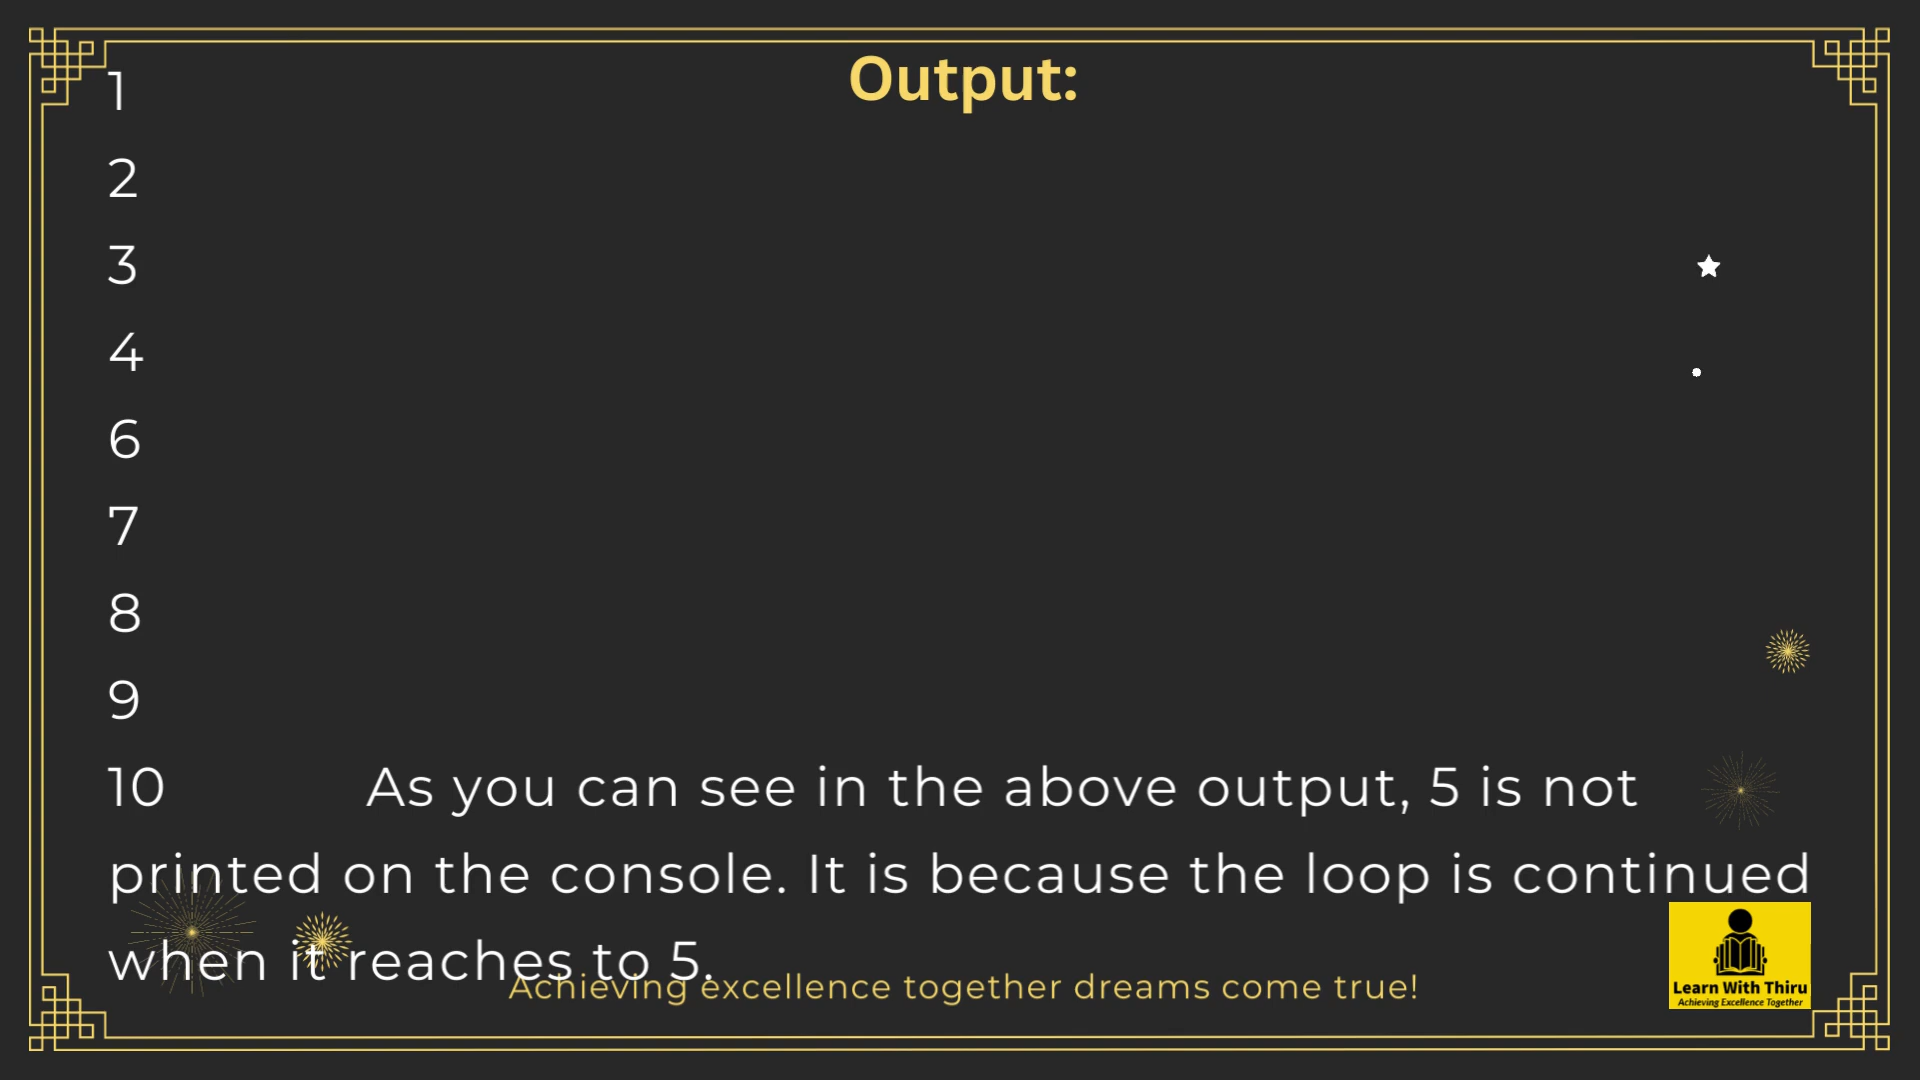 Output:
1
2
3
4
6
7
8
9
10 As you can see in the above output, 5 is not
printed on the console. It is because the loop is continued
when it reaches to 5.
Achieving excellence together dreams come true!
Learn With Thiru
Achieving Excellence Together